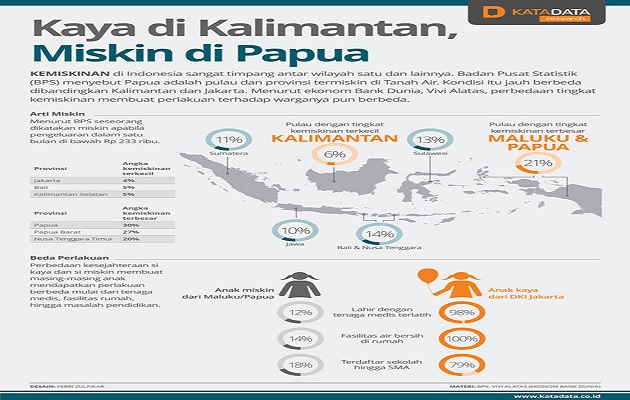 D KATADATA
research
Kaya di Kalimantan,
Miskin di Papua
KEMISKINAN di Indonesia sangat timpang antar wilayah satu dan lainnya. Badan Pusat Statistik
(BPS) menyebut Papua adalah pulau dan provinsi termiskin di Tanah Air. Kondisi itu jauh berbeda
dibandingkan Kalimantan dan Jakarta. Menurut ekonom Bank Dunia, Vivi Alatas, perbedaan tingkat
kemiskinan membuat perlakuan terhadap warganya pun berbeda.
Arti Miskin
Menurut BPS seseorang
dikatakan miskin apabila
pengeluaran dalam satu
bulan di bawah Rp 233 ribu.
Provinsi Angka kemiskinan terkecil
Jakarta 4%
Bali 5%
Kalimantan Selatan 5%
Provinsi Angka kemiskinan terbesar
Papua 30%
Papua Barat 27%
Nusa Tenggara Timur 20%
11%
Sumatera
Pulau dengan tingkat
kemiskinan terkecil
KALIMANTAN
6%
13%
Sulawesi
Pulau dengan tingkat
kemiskinan terbesar
MALUKU &
PAPUA
21%
10%
Jawa
14%
Bali & Nusa Tenggara
Beda Perlakuan
Perbedaan kesejahteraan si
kaya dan si miskin membuat
masing-masing anak
mendapatkan perlakuan
berbeda mulai dari tenaga
medis, fasilitas rumah,
hingga masalah pendidikan.
Anak miskin
dari Maluku/Papua
Anak kaya
dari DKI Jakarta
12% Lahir dengan tenaga medis terlatih 98%
14% Fasilitas air bersih di rumah 100%
18% Terdaftar sekolah hingga SMA 79%
DESAIN: FERRI ZULFIKAR
MATERI: BPS, VIVI ALATAS (EKONOM BANK DUNIA)
www.katadata.co.id